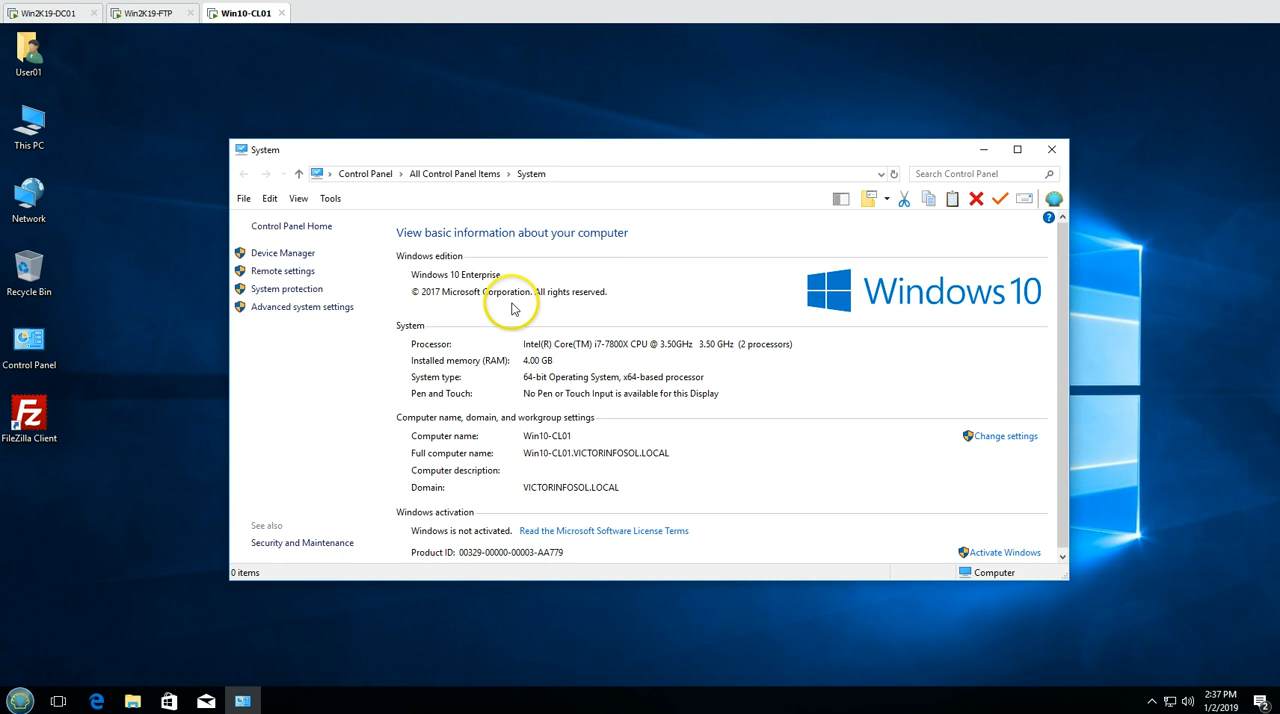 Win2K19-DC01 Win2K19-FTP Win10-CL01
User01
This PC
Network
Recycle Bin
Control Panel
FileZilla Client
System
Control Panel All Control Panel Items System Search Control Panel
File Edit View Tools
Control Panel Home
Device Manager
Remote settings
System protection
Advanced system settings
See also
Security and Maintenance
View basic information about your computer
Windows edition
Windows 10 Enterprise
© 2017 Microsoft Corporation. All rights reserved.
Windows 10
System
Processor: Intel(R) Core(TM) i7-7800X CPU @ 3.50GHz 3.50 GHz (2 processors)
Installed memory (RAM): 4.00 GB
System type: 64-bit Operating System, x64-based processor
Pen and Touch: No Pen or Touch Input is available for this Display
Computer name, domain, and workgroup settings
Computer name: Win10-CL01 Change settings
Full computer name: Win10-CL01.VICTORINFOSOL.LOCAL
Computer description:
Domain: VICTORINFOSOL.LOCAL
Windows activation
Windows is not activated. Read the Microsoft Software License Terms
Product ID: 00329-00000-00003-AA779 Activate Windows
0 items Computer
2:37 PM
1/2/2019
2